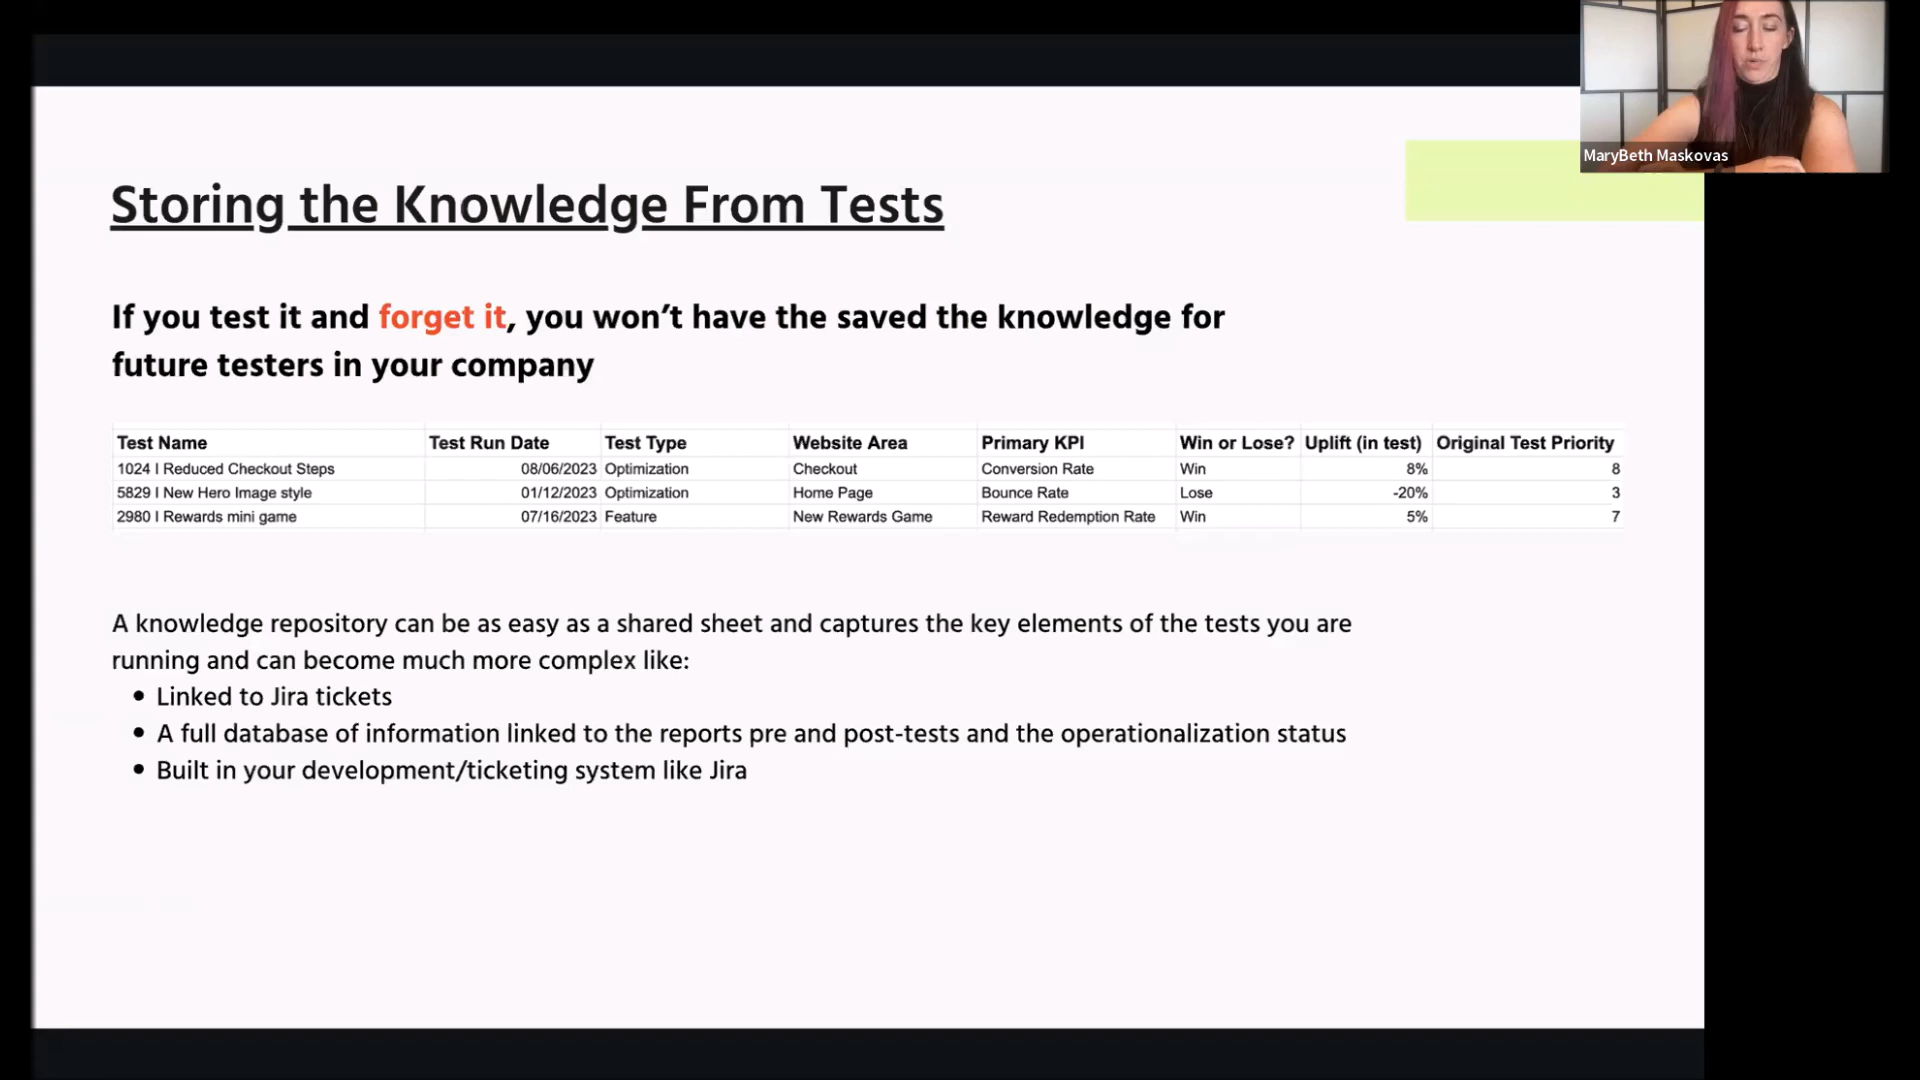 MaryBeth Maskovas
Storing the Knowledge From Tests
If you test it and forget it, you won't have the saved the knowledge for
future testers in your company
Test Name Test Run Date Test Type Website Area Primary KPI Win or Lose? Uplift (in test) Original Test Priority
1024 I Reduced Checkout Steps 08/06/2023 Optimization Checkout Conversion Rate Win 8% 8
5829 I New Hero Image style 01/12/2023 Optimization Home Page Bounce Rate Lose -20% 3
2980 I Rewards mini game 07/16/2023 Feature New Rewards Game Reward Redemption Rate Win 5% 7
A knowledge repository can be as easy as a shared sheet and captures the key elements of the tests you are
running and can become much more complex like:
• Linked to Jira tickets
• A full database of information linked to the reports pre and post-tests and the operationalization status
• Built in your development/ticketing system like Jira